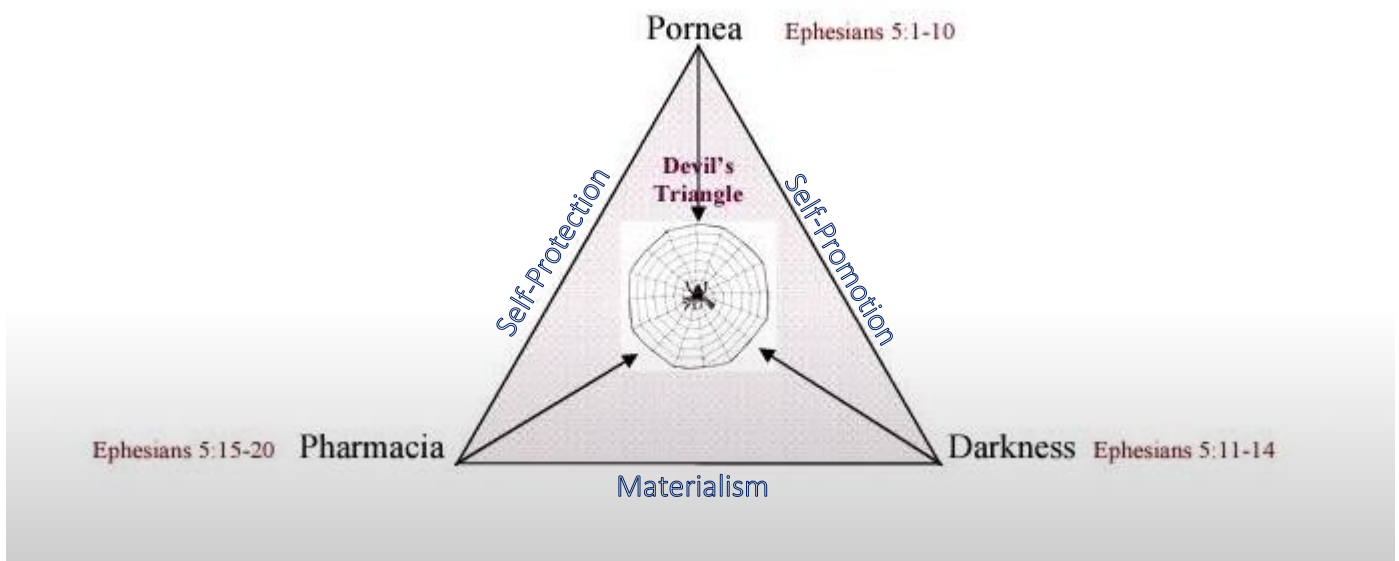 Pornea Ephesians 5:1-10
Devil's
Triangle
Self-Protection
Self-Promotion
Ephesians 5:15-20 Pharmacia
Darkness Ephesians 5:11-14
Materialism